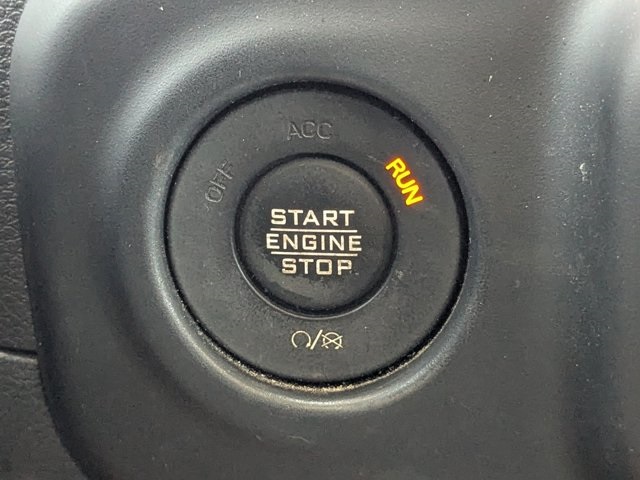 ACC
OFF
RUN
START
ENGINE
STOP